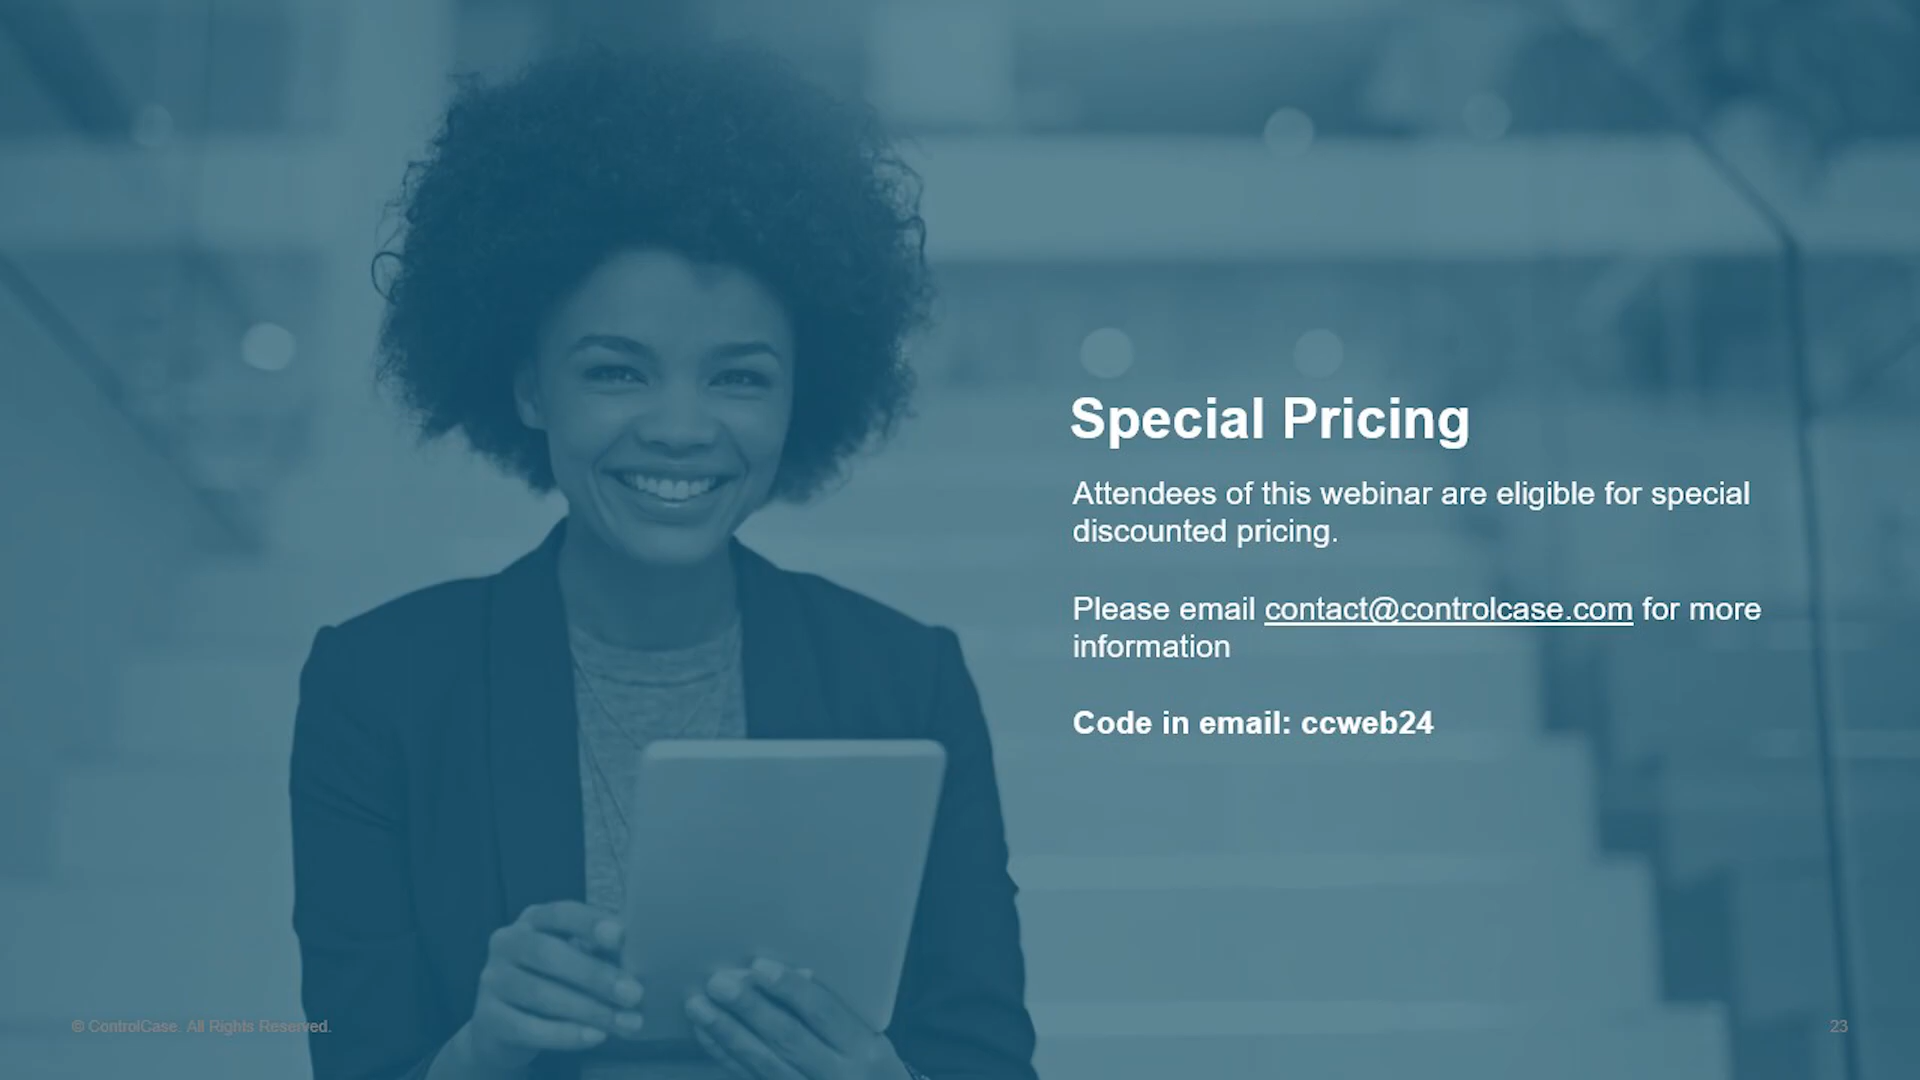 Special Pricing
Attendees of this webinar are eligible for special
discounted pricing.
Please email contact@controlcase.com for more
information
Code in email: ccweb24
© ControlCase. All Rights Reserved.
23